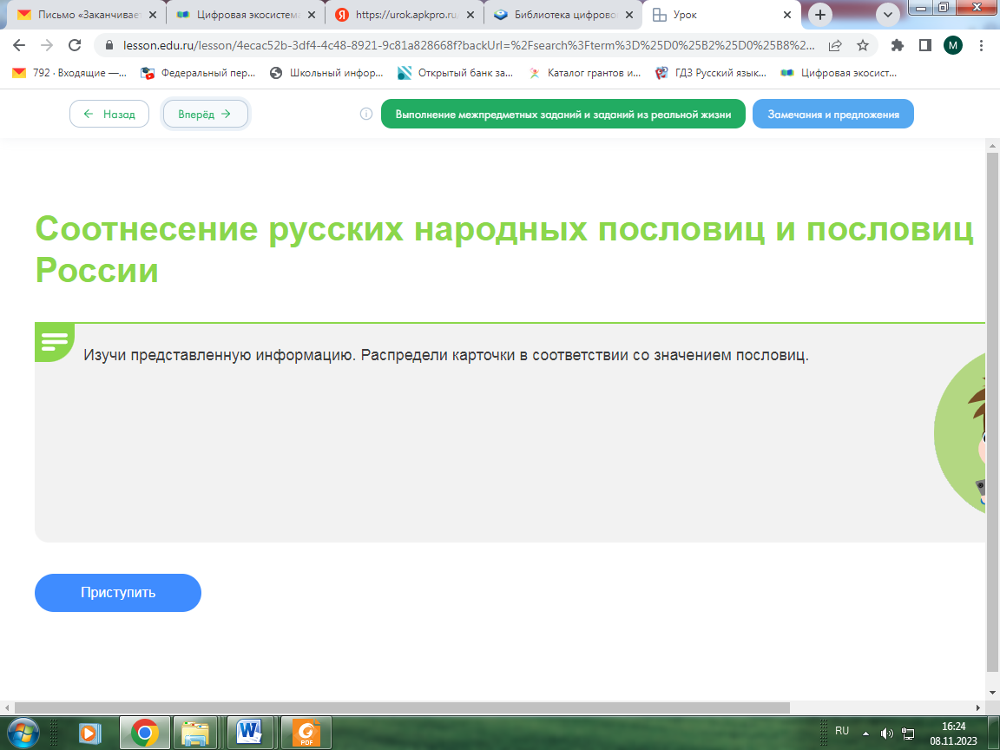 Письмо «Заканчивает
Цифровая экосистема
https://urok.apkpro.ru
Библиотека цифрово
Урок
lesson.edu.ru/lesson/4ecac52b-3df4-4c48-8921-9c81a828668f?backUrl=%2Fsearch%3Fterm%3D%25D0%25B2%25D0%25B8%2...
M
792 · Входящие —...
Федеральный пер...
Школьный инфор...
Открытый банк за...
Каталог грантов и...
ГДЗ Русский язык...
Цифровая экосист...
Назад
Вперёд
Выполнение межпредметных заданий и заданий из реальной жизни
Замечания и предложения
Соотнесение русских народных пословиц и пословиц
России
Изучи представленную информацию. Распредели карточки в соответствии со значением пословиц.
Приступить
PDF
RU
16:24
08.11.2023